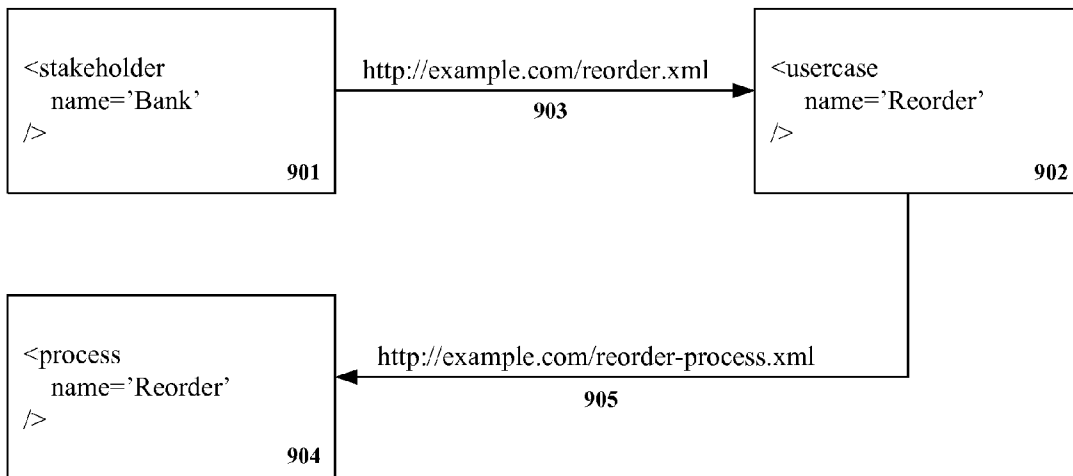 <stakeholder
name=’Bank’
/>
901
http://example.com/reorder.xml
903
<usercase
name=’Reorder’
/>
902
<process
name=’Reorder’
/>
904
http://example.com/reorder-process.xml
905